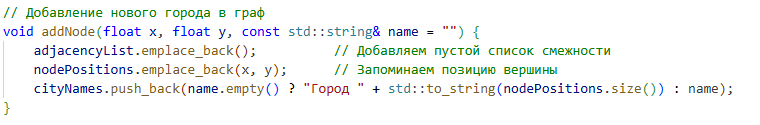 // Добавление нового города в граф
void addNode(float x, float y, const std::string& name = "") {
    adjacencyList.emplace_back();          // Добавляем пустой список смежности
    nodePositions.emplace_back(x, y);      // Запоминаем позицию вершины
    cityNames.push_back(name.empty() ? "Город " + std::to_string(nodePositions.size()) : name);
}